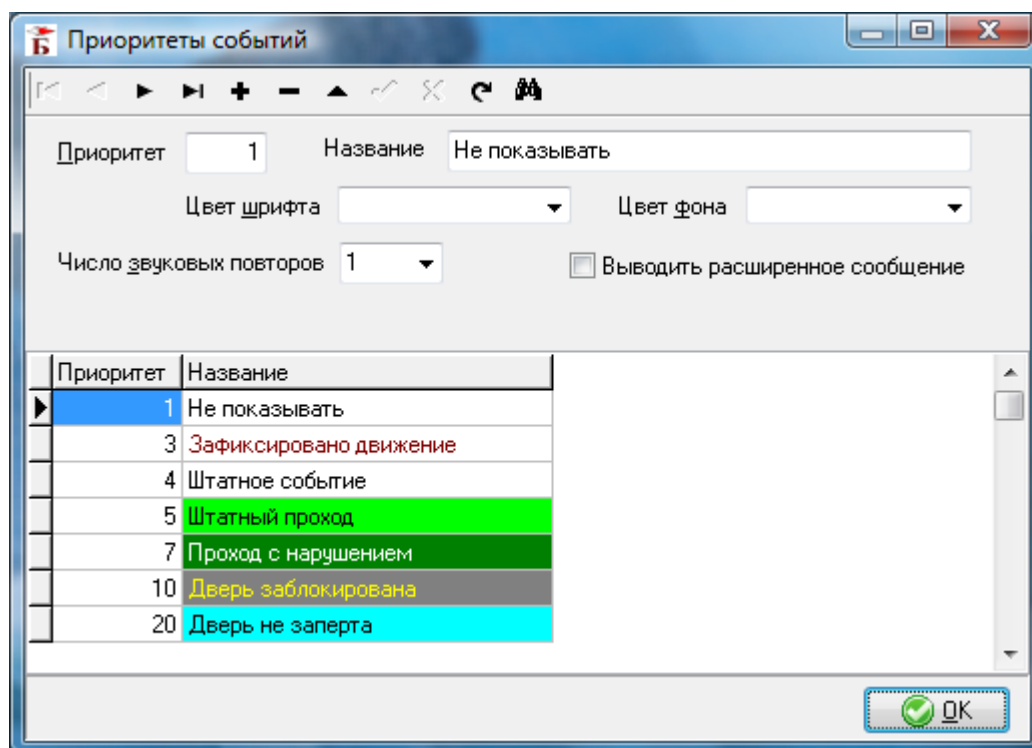 Приоритеты событий
Приоритет 1 Название Не показывать
Цвет шрифта Цвет фона
Число звуковых повторов 1 Выводить расширенное сообщение
Приоритет Название
1 Не показывать
3 Зафиксировано движение
4 Штатное событие
5 Штатный проход
7 Проход с нарушением
10 Дверь заблокирована
20 Дверь не заперта
OK